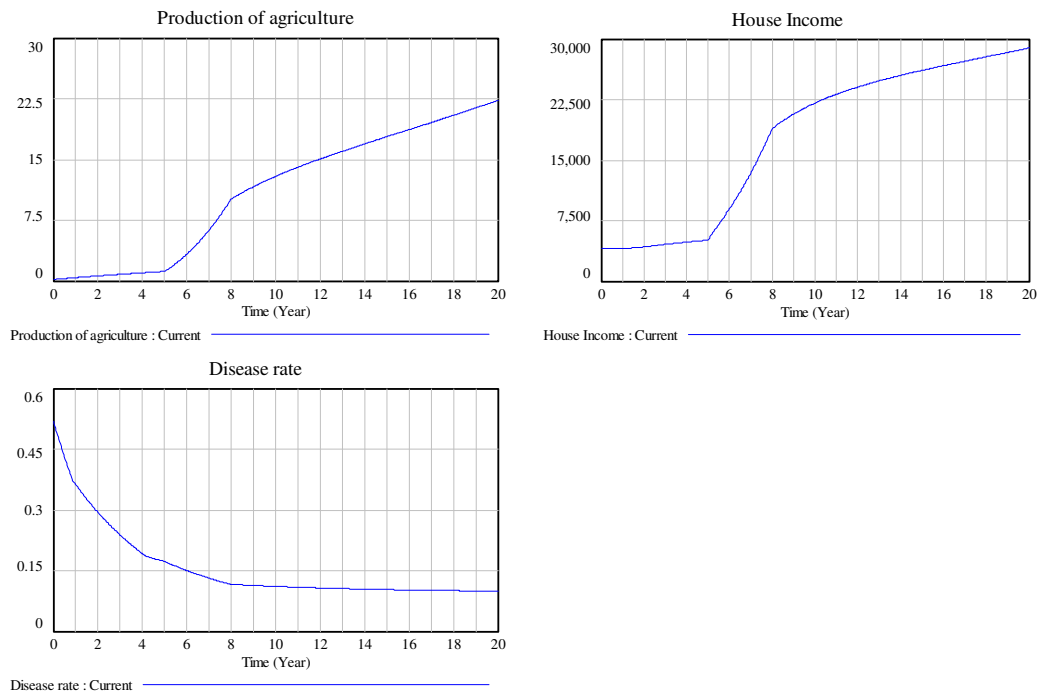 Production of agriculture
30
22.5
15
7.5
0
0 2 4 6 8 10 12 14 16 18 20
Time (Year)
Production of agriculture : Current
House Income
30,000
22,500
15,000
7,500
0
0 2 4 6 8 10 12 14 16 18 20
Time (Year)
House Income : Current
Disease rate
0.6
0.45
0.3
0.15
0
0 2 4 6 8 10 12 14 16 18 20
Time (Year)
Disease rate : Current